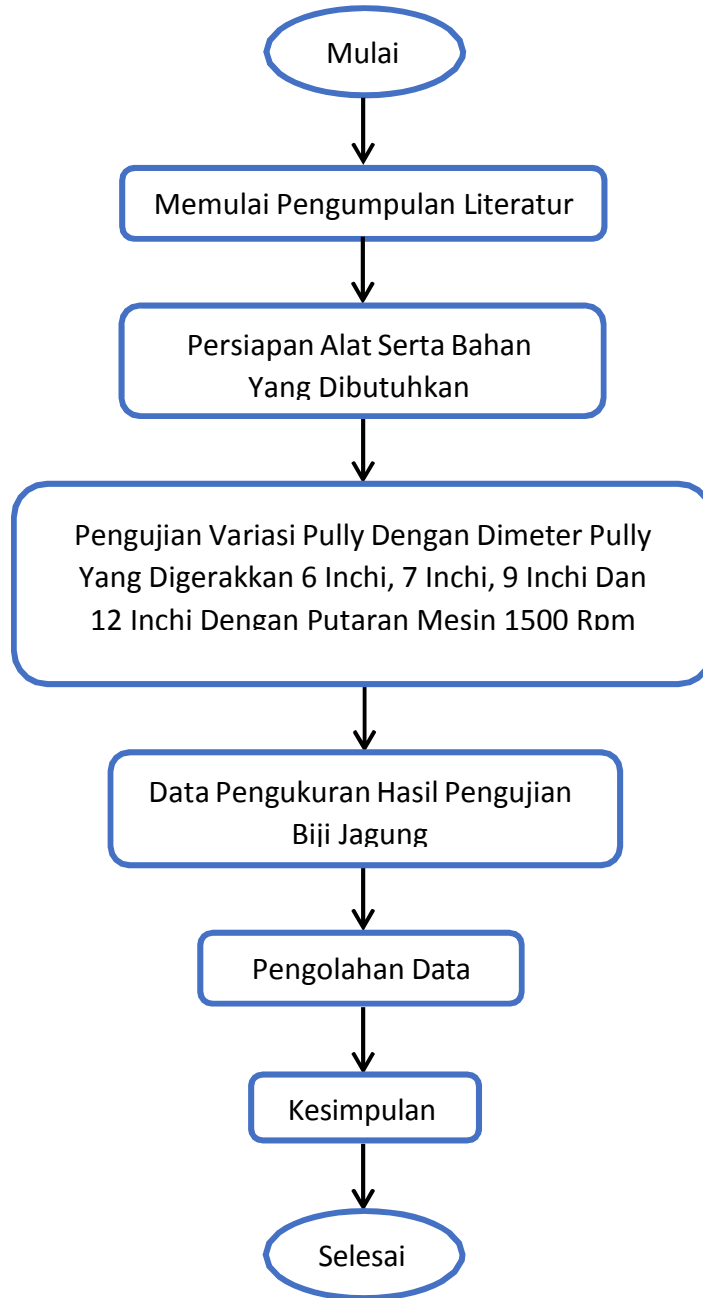 Mulai
Memulai Pengumpulan Literatur
Persiapan Alat Serta Bahan
Yang Dibutuhkan
Pengujian Variasi Pully Dengan Dimeter Pully
Yang Digerakkan 6 Inchi, 7 Inchi, 9 Inchi Dan
12 Inchi Dengan Putaran Mesin 1500 Rpm
Data Pengukuran Hasil Pengujian
Biji Jagung
Pengolahan Data
Kesimpulan
Selesai